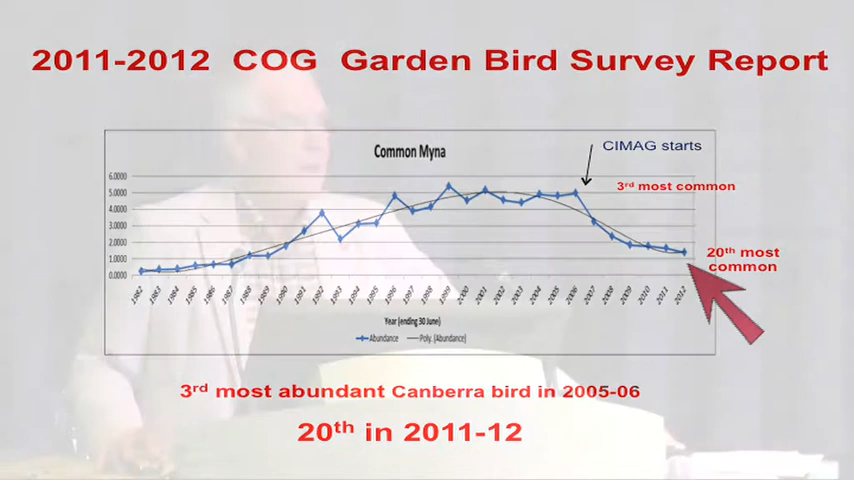 2011-2012 COG Garden Bird Survey Report
Common Myna
CIMAG starts
3rd most common
20th most
common
6.0000
5.0000
4.0000
3.0000
2.0000
1.0000
0.0000
1982 1983 1984 1985 1986 1987 1988 1989 1990 1991 1992 1993 1994 1995 1996 1997 1998 1999 2000 2001 2002 2003 2004 2005 2006 2007 2008 2009 2010 2011 2012
Year (ending 30 June)
Abundance Poly. (Abundance)
3rd most abundant Canberra bird in 2005-06
20th in 2011-12